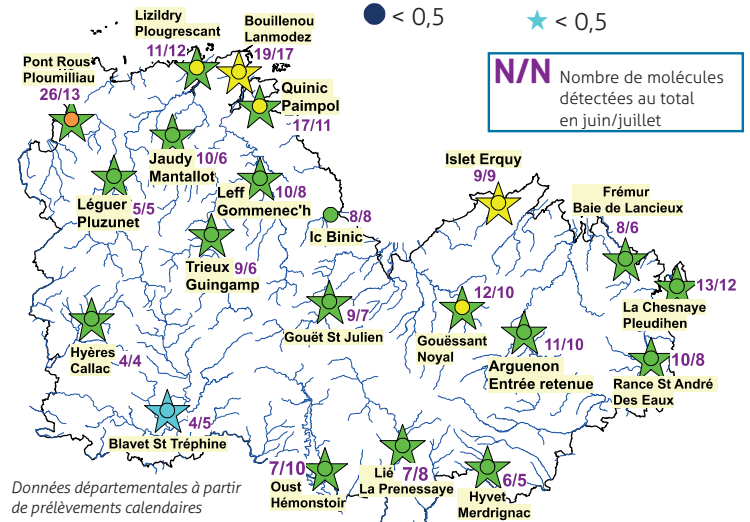 Lizildry
Plougrescant
11/12
Bouillenou
Lanmodez
19/17
< 0,5
< 0,5
N/N Nombre de molécules
détectées au total
en juin/juillet
Pont Rous
Ploumilliau
26/13
Quinic
Paimpol
17/11
Jaudy 10/6
Mantallot
Islet Erquy
9/9
Léguer 5/5
Pluzunet
Leff 10/8
Gommenec'h
Frémur
Baie de Lancieux
8/6
8/8
Ic Binic
Trieux 9/6
Guingamp
13/12
La Chesnaye
Pleudihen
9/7
Gouët St Julien
12/10
Gouëssant
Noyal
11/10
Arguenon
Entrée retenue
Hyères
Callac 4/4
10/8
Rance St André
Des Eaux
4/5
Blavet St Tréphine
7/10
Oust
Hémonstoir
Lié 7/8
La Prenessaye
Hyvet 6/5
Merdrignac
Données départementales à partir
de prélèvements calendaires